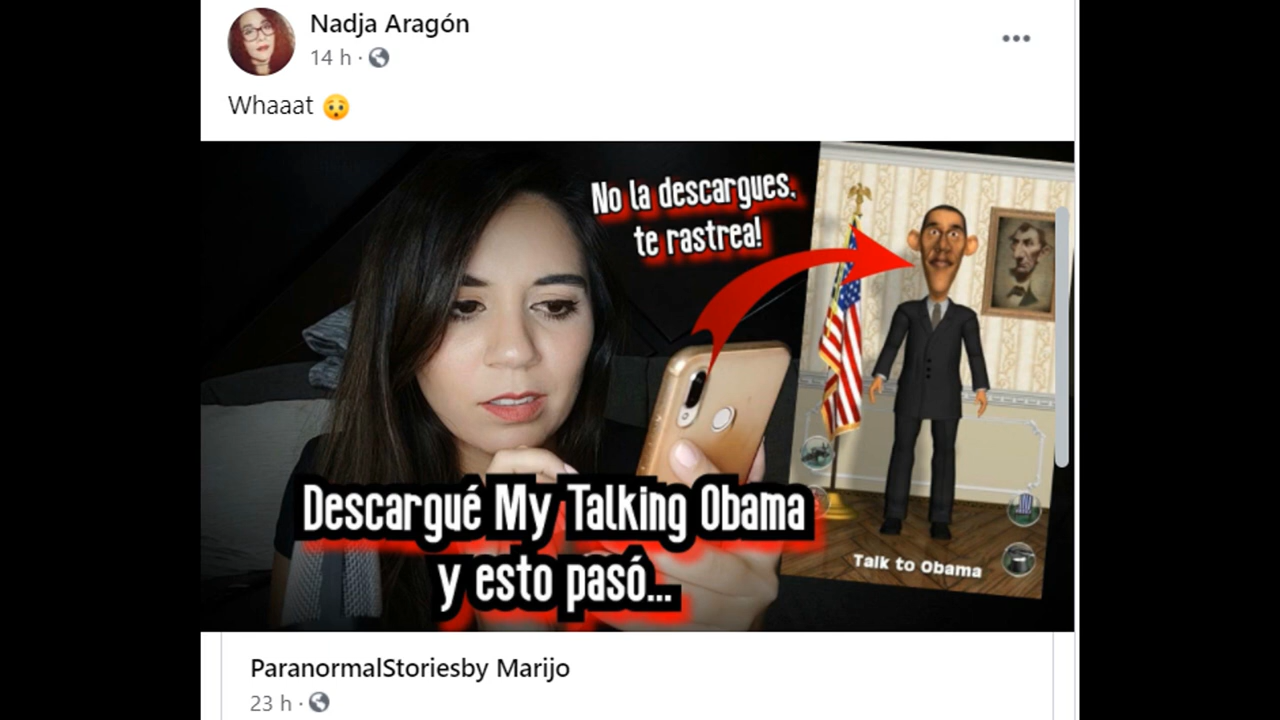 Nadja Aragón
14 h ·
Whaaat 😯
No la descargues,
te rastrea!
Descargué My Talking Obama
y esto pasó...
Talk to Obama
ParanormalStoriesby Marijo
23 h ·